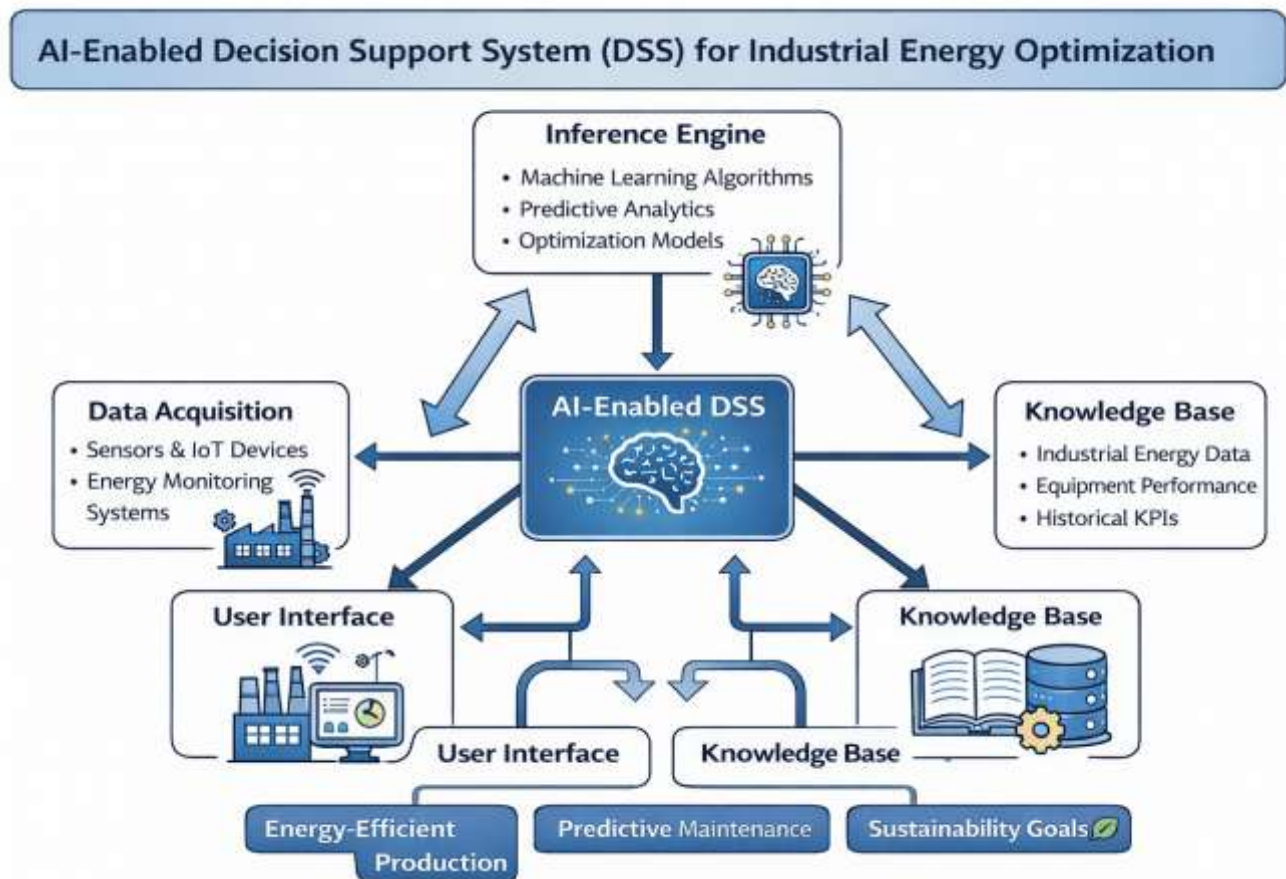 AI-Enabled Decision Support System (DSS) for Industrial Energy Optimization
Inference Engine
• Machine Learning Algorithms
• Predictive Analytics
• Optimization Models
Data Acquisition
• Sensors & IoT Devices
• Energy Monitoring
Systems
AI-Enabled DSS
Knowledge Base
• Industrial Energy Data
• Equipment Performance
• Historical KPIs
User Interface
Knowledge Base
User Interface
Knowledge Base
Energy-Efficient
Production
Predictive Maintenance
Sustainability Goals